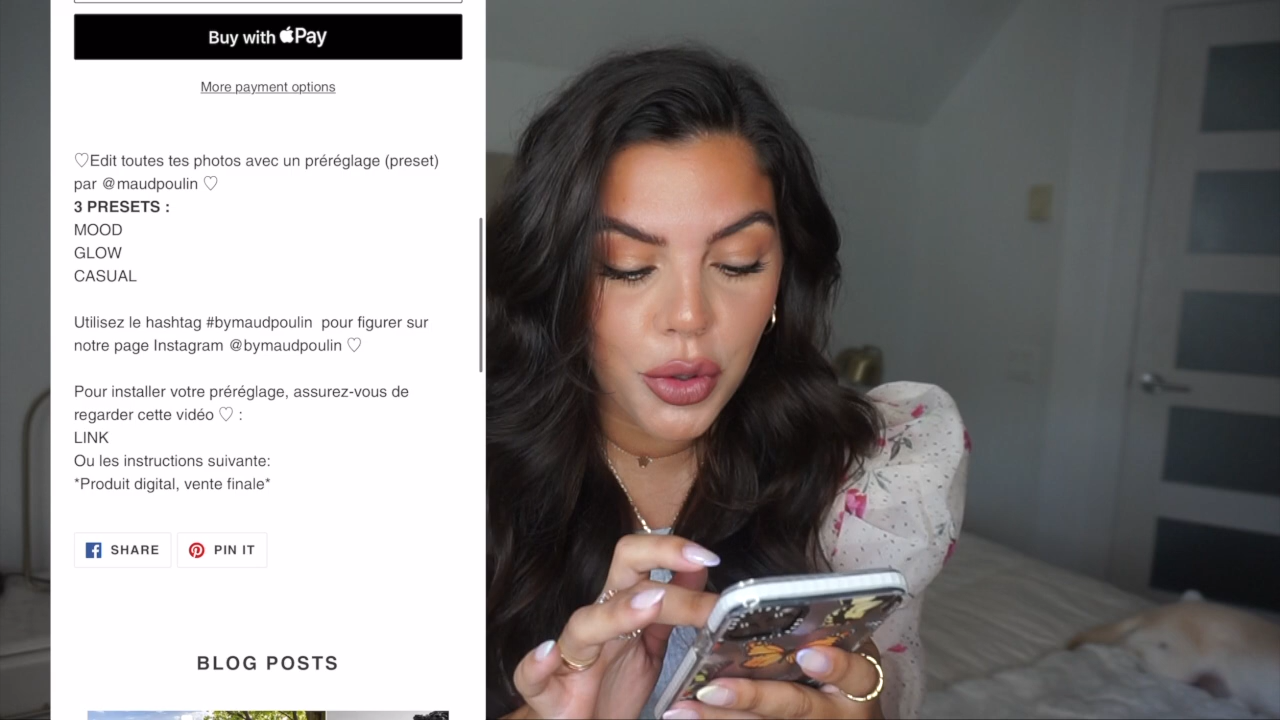 Buy with Pay
More payment options
♡Edit toutes tes photos avec un préréglage (preset)
par @maudpoulin ♡
3 PRESETS :
MOOD
GLOW
CASUAL
Utilisez le hashtag #bymaudpoulin pour figurer sur
notre page Instagram @bymaudpoulin ♡
Pour installer votre préréglage, assurez-vous de
regarder cette vidéo ♡ :
LINK
Ou les instructions suivante:
*Produit digital, vente finale*
SHARE
PIN IT
BLOG POSTS